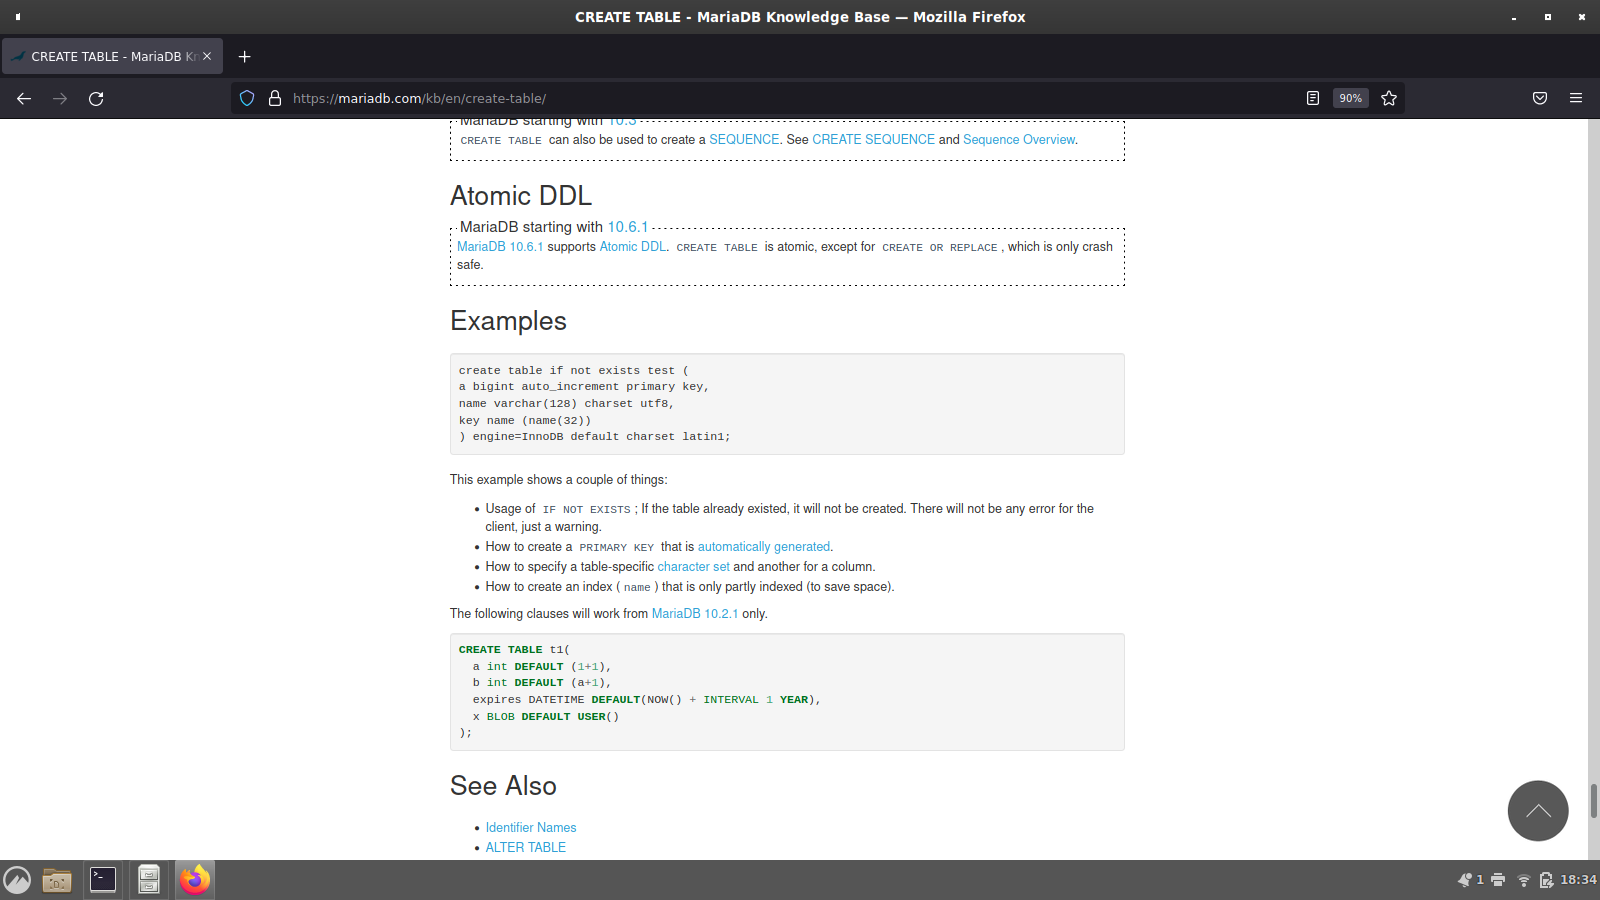 CREATE TABLE - MariaDB Knowledge Base — Mozilla Firefox
CREATE TABLE - MariaDB Kn
https://mariadb.com/kb/en/create-table/
90%
MariaDB starting with 10.3
CREATE TABLE can also be used to create a SEQUENCE. See CREATE SEQUENCE and Sequence Overview.
Atomic DDL
MariaDB starting with 10.6.1
MariaDB 10.6.1 supports Atomic DDL. CREATE TABLE is atomic, except for CREATE OR REPLACE, which is only crash
safe.
Examples
create table if not exists test (
a bigint auto_increment primary key,
name varchar(128) charset utf8,
key name (name(32))
) engine=InnoDB default charset latin1;
This example shows a couple of things:
• Usage of IF NOT EXISTS; If the table already existed, it will not be created. There will not be any error for the
client, just a warning.
• How to create a PRIMARY KEY that is automatically generated.
• How to specify a table-specific character set and another for a column.
• How to create an index (name) that is only partly indexed (to save space).
The following clauses will work from MariaDB 10.2.1 only.
CREATE TABLE t1(
  a int DEFAULT (1+1),
  b int DEFAULT (a+1),
  expires DATETIME DEFAULT(NOW() + INTERVAL 1 YEAR),
  x BLOB DEFAULT USER()
);
See Also
• Identifier Names
• ALTER TABLE
1
18:34